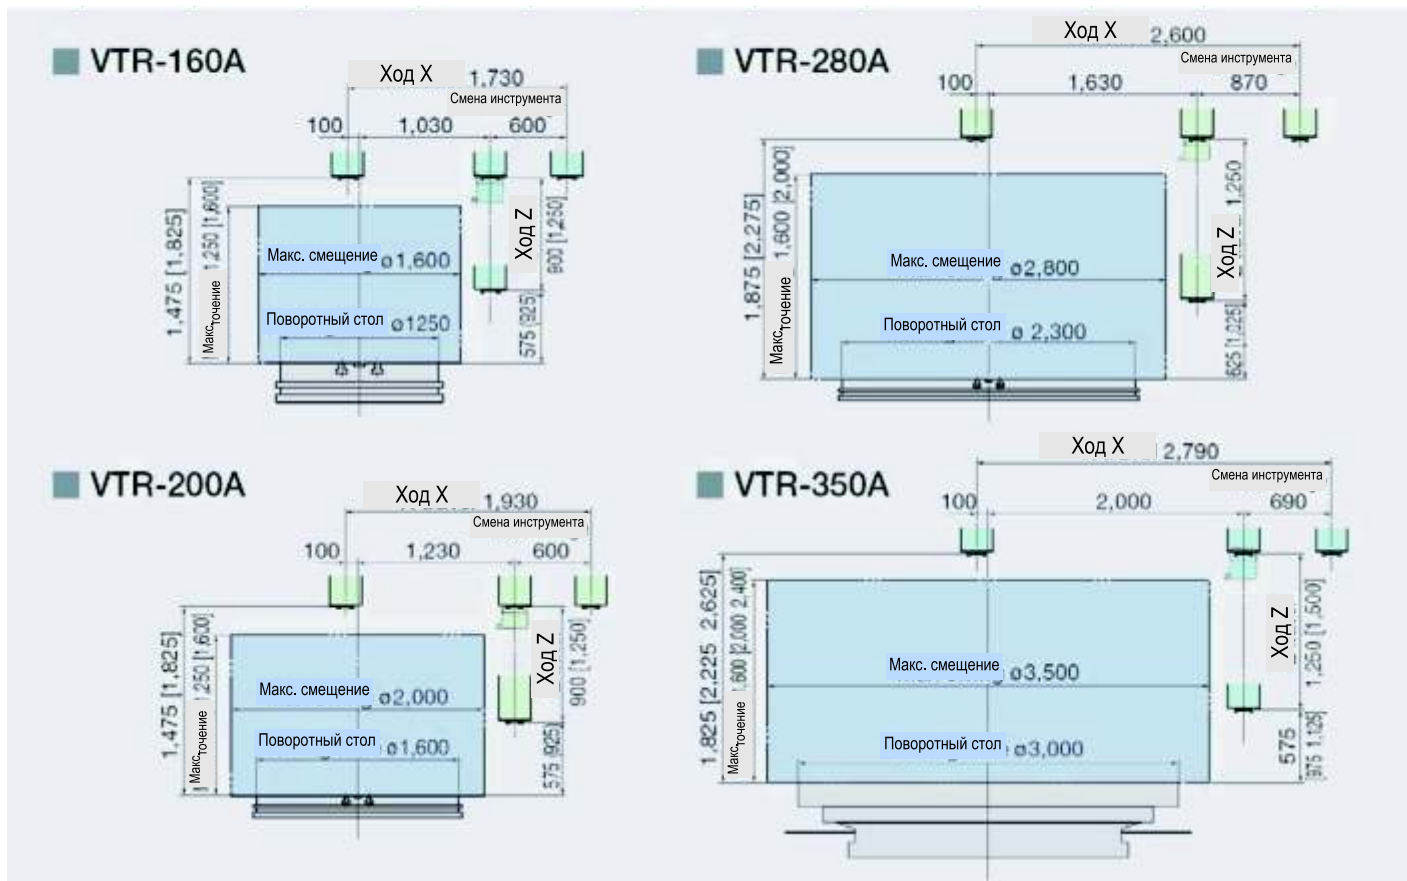 VTR-160A
Ход X
1,730
Смена инструмента
100
1,030
600
1,475 [1,825]
1,250 [1,600]
Макс.точение
Макс. смещение
ø1,600
Поворотный стол
ø1250
Ход Z
900 [1,250]
575 (925)
VTR-280A
Ход X
2,600
Смена инструмента
100
1,630
870
1,875 [2,275]
1,600 [2,000]
Макс.точение
Макс. смещение
ø2,800
Поворотный стол
ø 2,300
Ход Z
1,250
625 [1,025]
VTR-200A
Ход X
1,930
Смена инструмента
100
1,230
600
1,475 [1,825]
1,250 [1,600]
Макс.точение
Макс. смещение
ø2,000
Поворотный стол
ø1,600
Ход Z
900 [1,250]
575 [925]
VTR-350A
Ход X
2,790
Смена инструмента
100
2,000
690
1,825 [2,225 2,625]
1,600 [2,000 2,400]
Макс.точение
Макс. смещение
ø3,500
Поворотный стол
ø3,000
Ход Z
1,250 [1,500]
575
[975 1,125]